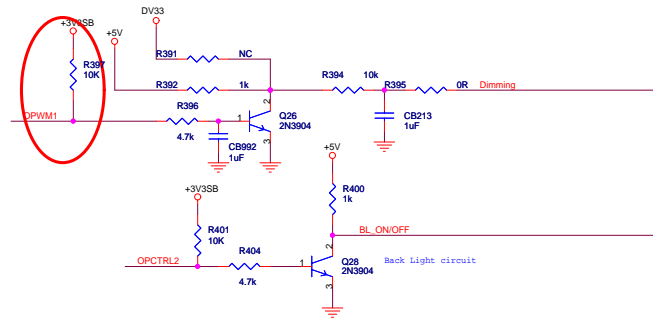 DV33
+3V3SB
+5V
R391
NC
R397
10K
R392
1k
R394
10k
R395
0R
Dimming
OPWM1
R396
4.7k
2
1
3
Q26
2N3904
CB992
1uF
CB213
1uF
+5V
+3V3SB
R400
1k
R401
10K
BL_ON/OFF
R404
4.7k
OPCTRL2
2
1
3
Q28
2N3904
Back Light circuit